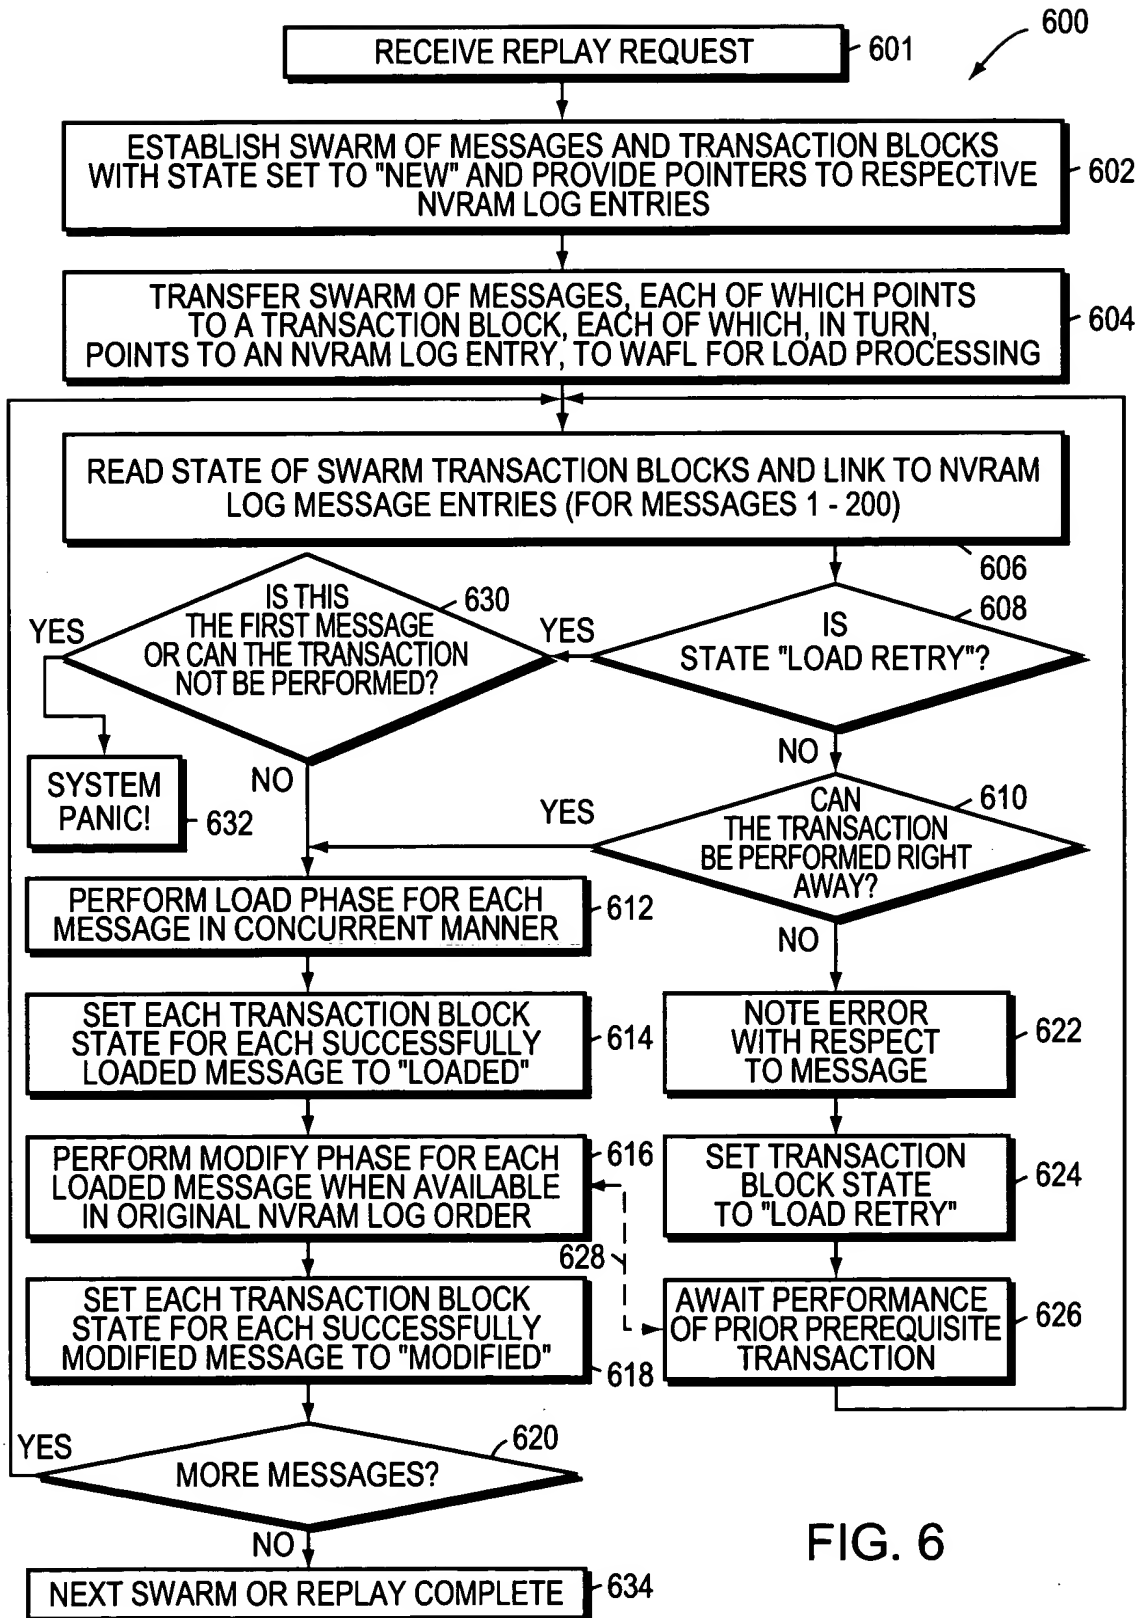 600
RECEIVE REPLAY REQUEST
601
ESTABLISH SWARM OF MESSAGES AND TRANSACTION BLOCKS
WITH STATE SET TO "NEW" AND PROVIDE POINTERS TO RESPECTIVE
NVRAM LOG ENTRIES
602
TRANSFER SWARM OF MESSAGES, EACH OF WHICH POINTS
TO A TRANSACTION BLOCK, EACH OF WHICH, IN TURN,
POINTS TO AN NVRAM LOG ENTRY, TO WAFL FOR LOAD PROCESSING
604
READ STATE OF SWARM TRANSACTION BLOCKS AND LINK TO NVRAM
LOG MESSAGE ENTRIES (FOR MESSAGES 1 - 200)
606
IS
STATE "LOAD RETRY"?
608
YES
NO
IS THIS
THE FIRST MESSAGE
OR CAN THE TRANSACTION
NOT BE PERFORMED?
630
YES
NO
SYSTEM
PANIC!
632
CAN
THE TRANSACTION
BE PERFORMED RIGHT
AWAY?
610
YES
NO
PERFORM LOAD PHASE FOR EACH
MESSAGE IN CONCURRENT MANNER
612
SET EACH TRANSACTION BLOCK
STATE FOR EACH SUCCESSFULLY
LOADED MESSAGE TO "LOADED"
614
PERFORM MODIFY PHASE FOR EACH
LOADED MESSAGE WHEN AVAILABLE
IN ORIGINAL NVRAM LOG ORDER
616
SET EACH TRANSACTION BLOCK
STATE FOR EACH SUCCESSFULLY
MODIFIED MESSAGE TO "MODIFIED"
618
NOTE ERROR
WITH RESPECT
TO MESSAGE
622
SET TRANSACTION
BLOCK STATE
TO "LOAD RETRY"
624
628
AWAIT PERFORMANCE
OF PRIOR PREREQUISITE
TRANSACTION
626
MORE MESSAGES?
620
YES
NO
NEXT SWARM OR REPLAY COMPLETE
634
FIG. 6